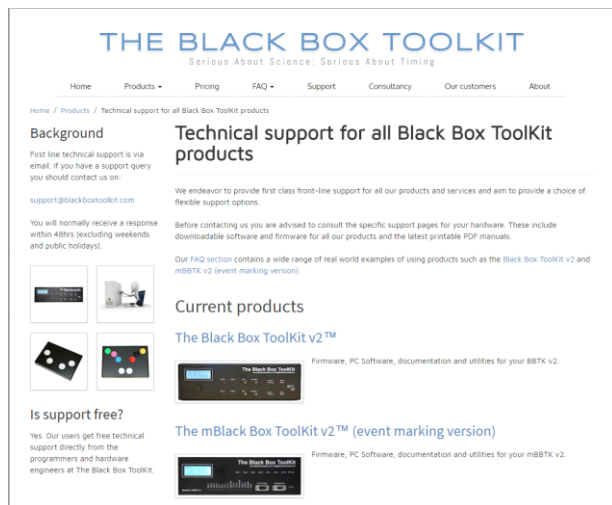 THE BLACK BOX TOOLKIT
Serious About Science: Serious About Timing
Home Products Pricing FAQ Support Consultancy Our customers About
Home / Products / Technical support for all Black Box ToolKit products
Background
First line technical support is via
email. If you have a support query
you should contact us on:
support@blackboxtoolkit.com
You will normally receive a response
within 48hrs (excluding weekends
and public holidays).
Is support free?
Yes. Our users get free technical
support directly from the
programmers and hardware
engineers at The Black Box ToolKit.
Technical support for all Black Box ToolKit
products
We endeavor to provide first class front-line support for all our products and services and aim to provide a choice of
flexible support options.
Before contacting us you are advised to consult the specific support pages for your hardware. These include
downloadable software and firmware for all our products and the latest printable PDF manuals.
Our FAQ section contains a wide range of real world examples of using products such as the Black Box ToolKit v2 and
mBBTK v2 (event marking version).
Current products
The Black Box ToolKit v2™
The Black Box ToolKit
Firmware, PC Software, documentation and utilities for your BBTK v2.
The mBlack Box ToolKit v2™ (event marking version)
The Black Box ToolKit
Firmware, PC Software, documentation and utilities for your mBBTK v2.